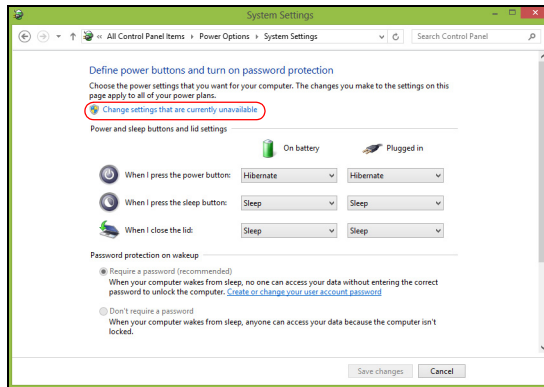 System Settings
« All Control Panel Items ▸ Power Options ▸ System Settings
Search Control Panel
Define power buttons and turn on password protection
Choose the power settings that you want for your computer. The changes you make to the settings on this
page apply to all of your power plans.
Change settings that are currently unavailable
Power and sleep buttons and lid settings
On battery Plugged in
When I press the power button: Hibernate Hibernate
When I press the sleep button: Sleep Sleep
When I close the lid: Sleep Sleep
Password protection on wakeup
Require a password (recommended)
When your computer wakes from sleep, no one can access your data without entering the correct
password to unlock the computer. Create or change your user account password
Don't require a password
When your computer wakes from sleep, anyone can access your data because the computer isn't
locked.
Save changes Cancel